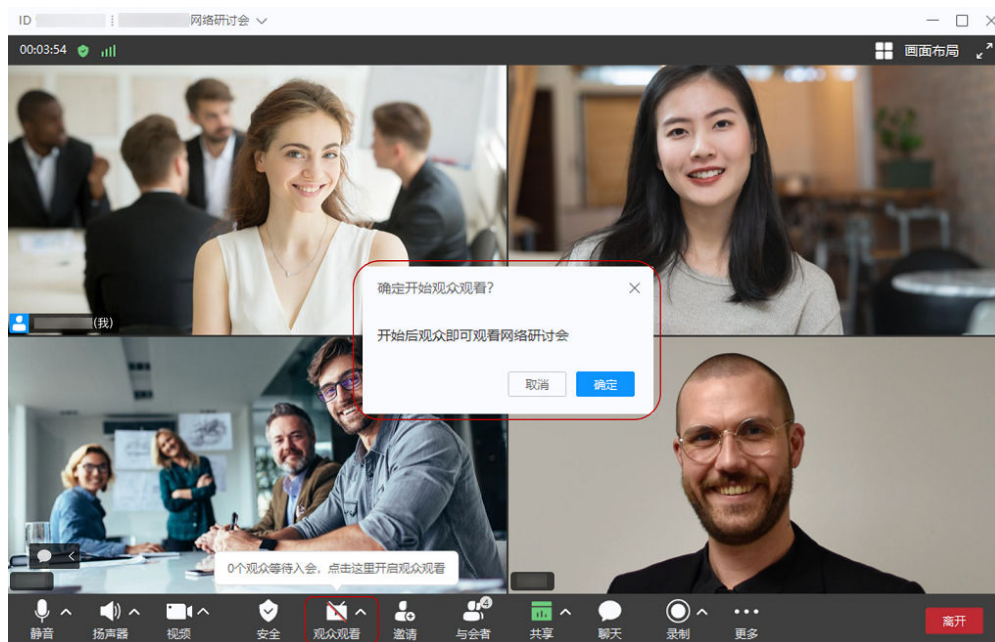 ID
网络研讨会
00:03:54
画面布局
(我)
确定开始观众观看?
开始后观众即可观看网络研讨会
取消
确定
0个观众等待入会，点击这里开启观众观看
4
静音
扬声器
视频
安全
观众观看
邀请
与会者
共享
聊天
录制
更多
离开